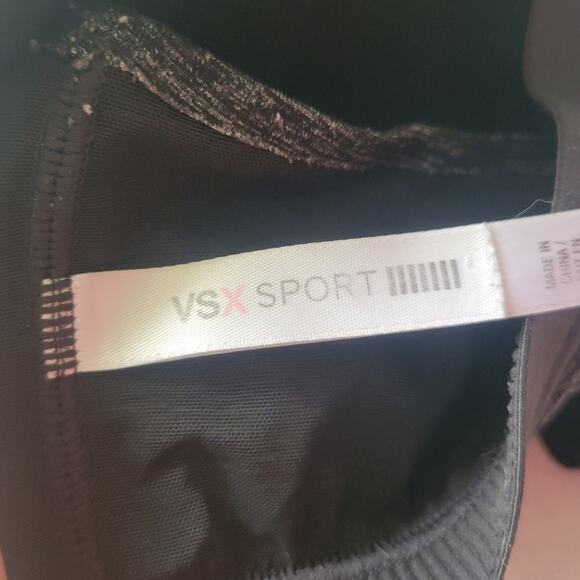 VSX SPORT
MADE IN
CHINA /